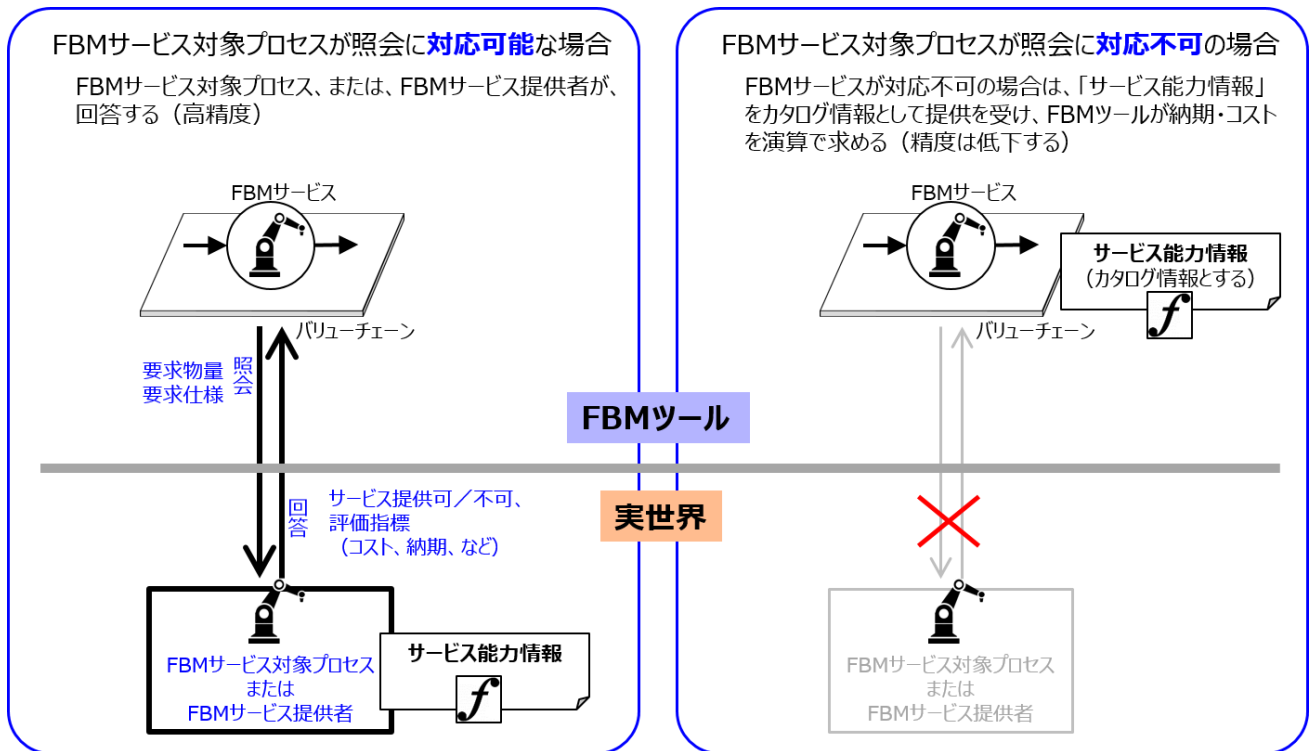 FBMサービス対象プロセスが照会に対応可能な場合
FBMサービス対象プロセス、または、FBMサービス提供者が、
回答する（高精度）
FBMサービス
バリューチェーン
要求物量
要求仕様
照会
回答
サービス提供可／不可、
評価指標
（コスト、納期、など）
FBMサービス対象プロセス
または
FBMサービス提供者
サービス能力情報
f
FBMツール
実世界
FBMサービス対象プロセスが照会に対応不可の場合
FBMサービスが対応不可の場合は、「サービス能力情報」
をカタログ情報として提供を受け、FBMツールが納期・コスト
を演算で求める（精度は低下する）
FBMサービス
サービス能力情報
（カタログ情報とする）
f
バリューチェーン
FBMサービス対象プロセス
または
FBMサービス提供者